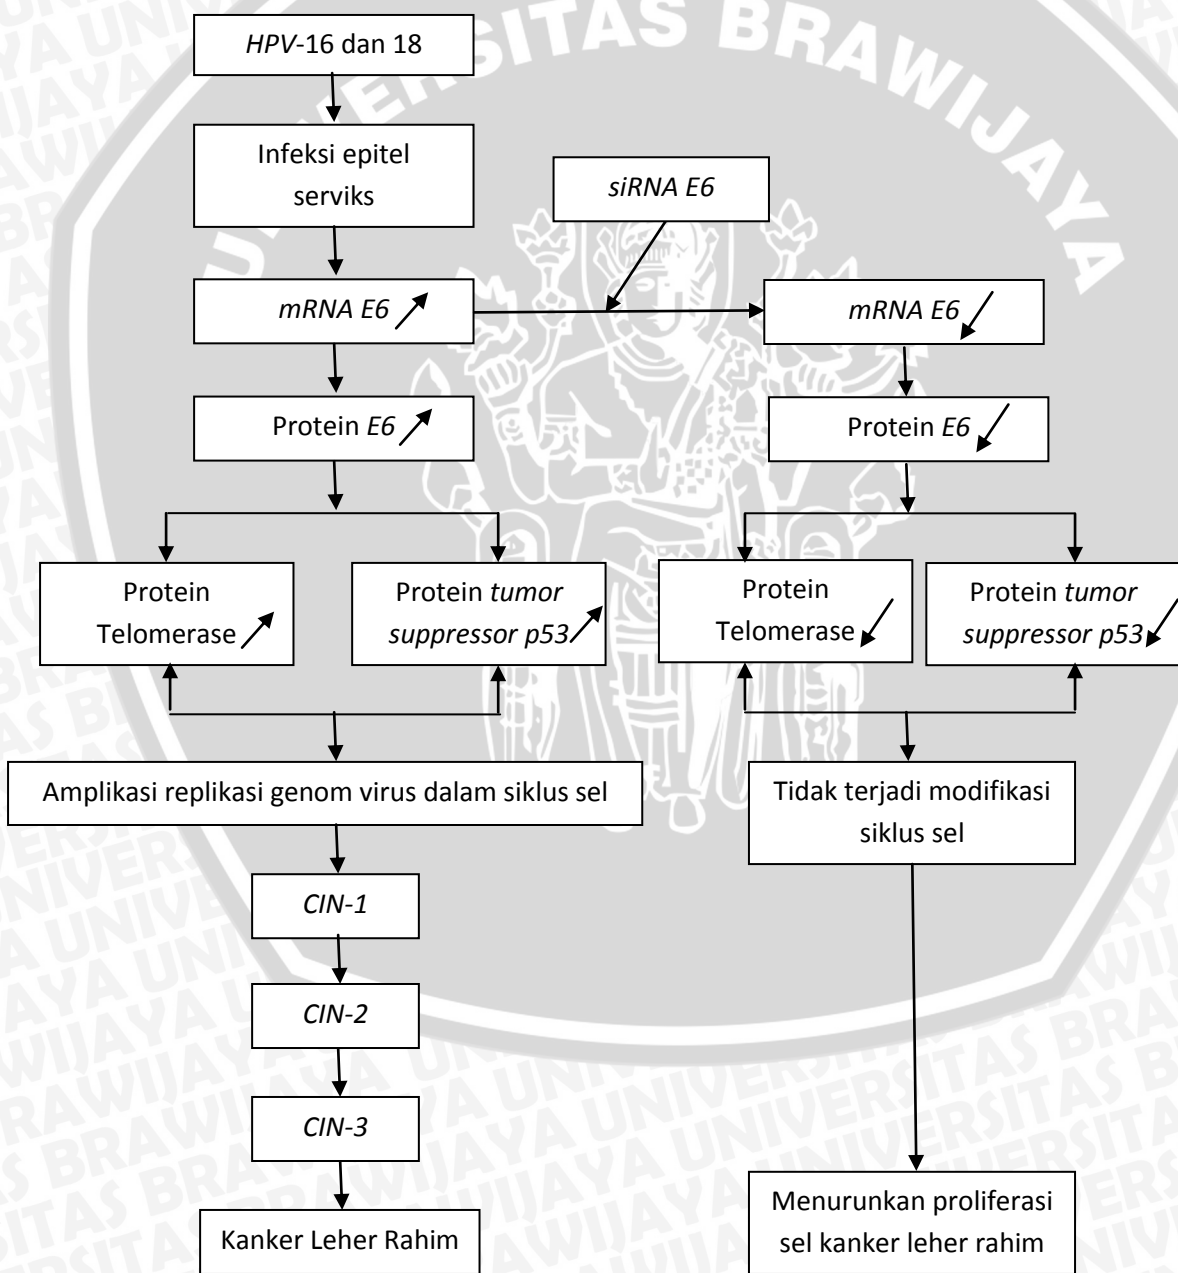 UNIVERSITAS BRAWIJAYA
HPV-16 dan 18
Infeksi epitel
serviks
siRNA E6
mRNA E6
mRNA E6
Protein E6
Protein E6
Protein
Telomerase
Protein tumor
suppressor p53
Protein
Telomerase
Protein tumor
suppressor p53
Amplikasi replikasi genom virus dalam siklus sel
Tidak terjadi modifikasi
siklus sel
CIN-1
CIN-2
CIN-3
Kanker Leher Rahim
Menurunkan proliferasi
sel kanker leher rahim